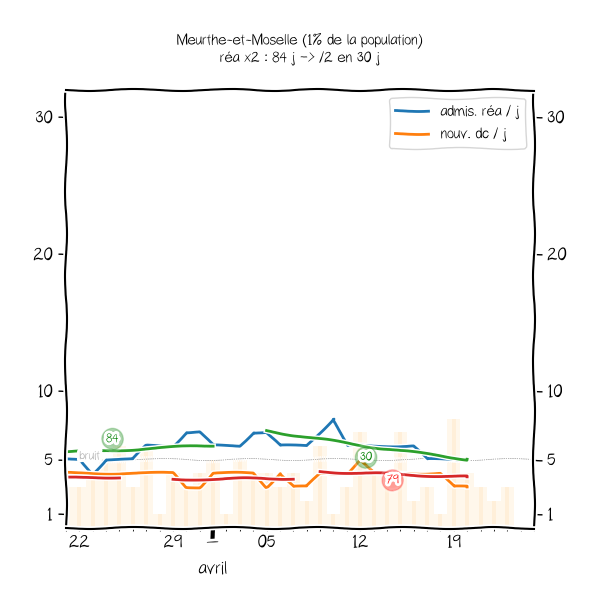 Meurthe-et-Moselle (1% de la population)
réa x2 : 84 j -> /2 en 30 j
admis. réa / j
nouv. dc / j
30 30
20 20
10 10
84
bruit
30
5 5
79
1 1
22 29 05 12 19
avril